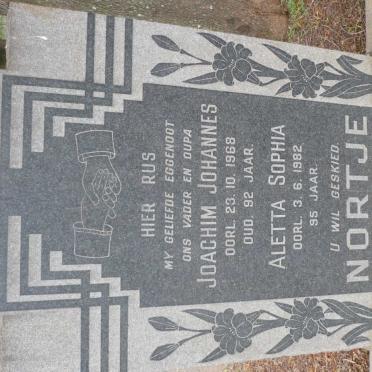 HIER RUS
MY GELIEFDE EGGENOOT
ONS VADER EN OUPA
JOACHIM JOHANNES
OORL. 23. 10. 1968
OUD. 92 JAAR.
ALETTA SOPHIA
OORL. 3. 6. 1982
95 JAAR.
U WIL GESKIED.
NORTJE